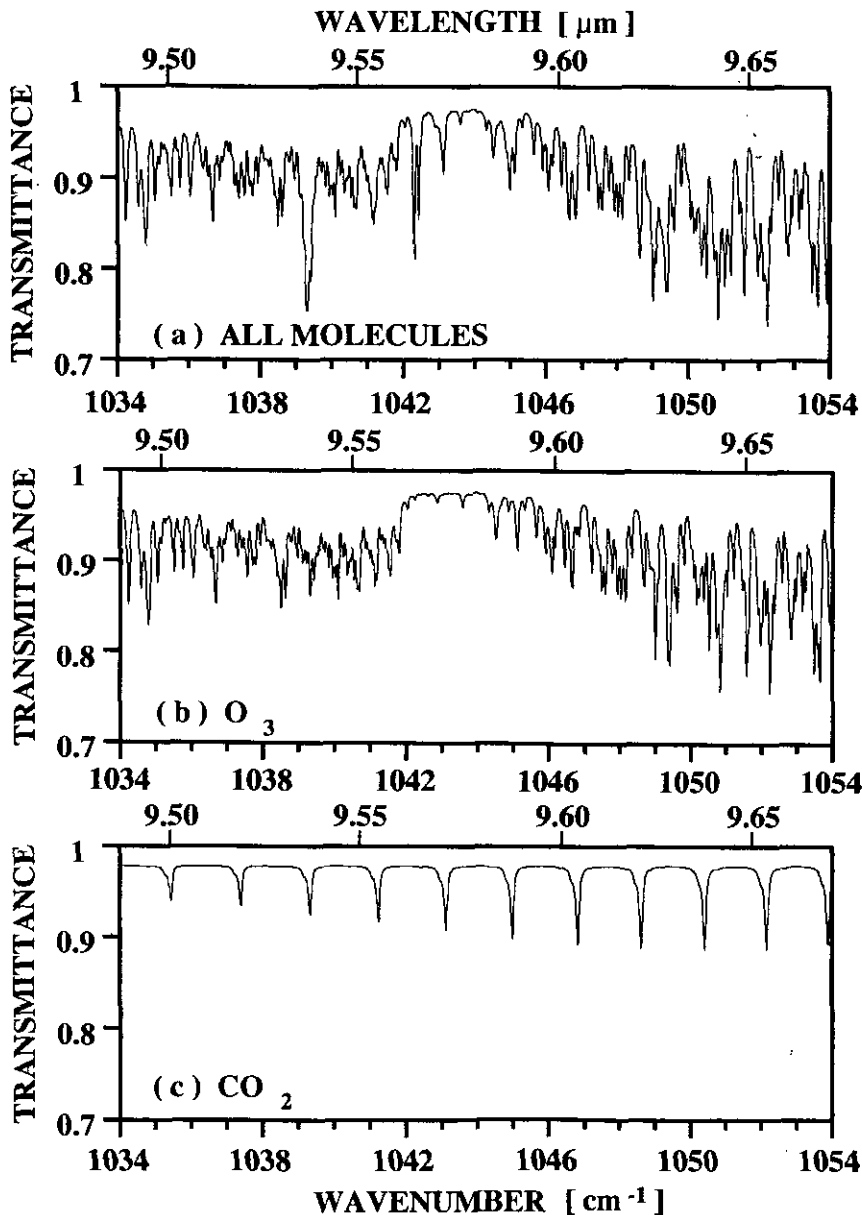 WAVELENGTH [ µm ]
9.50 9.55 9.60 9.65
TRANSMITTANCE
1
0.9
0.8
0.7
( a ) ALL MOLECULES
1034 1038 1042 1046 1050 1054
9.50 9.55 9.60 9.65
TRANSMITTANCE
1
0.9
0.8
0.7
( b ) O 3
1034 1038 1042 1046 1050 1054
9.50 9.55 9.60 9.65
TRANSMITTANCE
1
0.9
0.8
0.7
( c ) CO 2
1034 1038 1042 1046 1050 1054
WAVENUMBER [ cm -1 ]